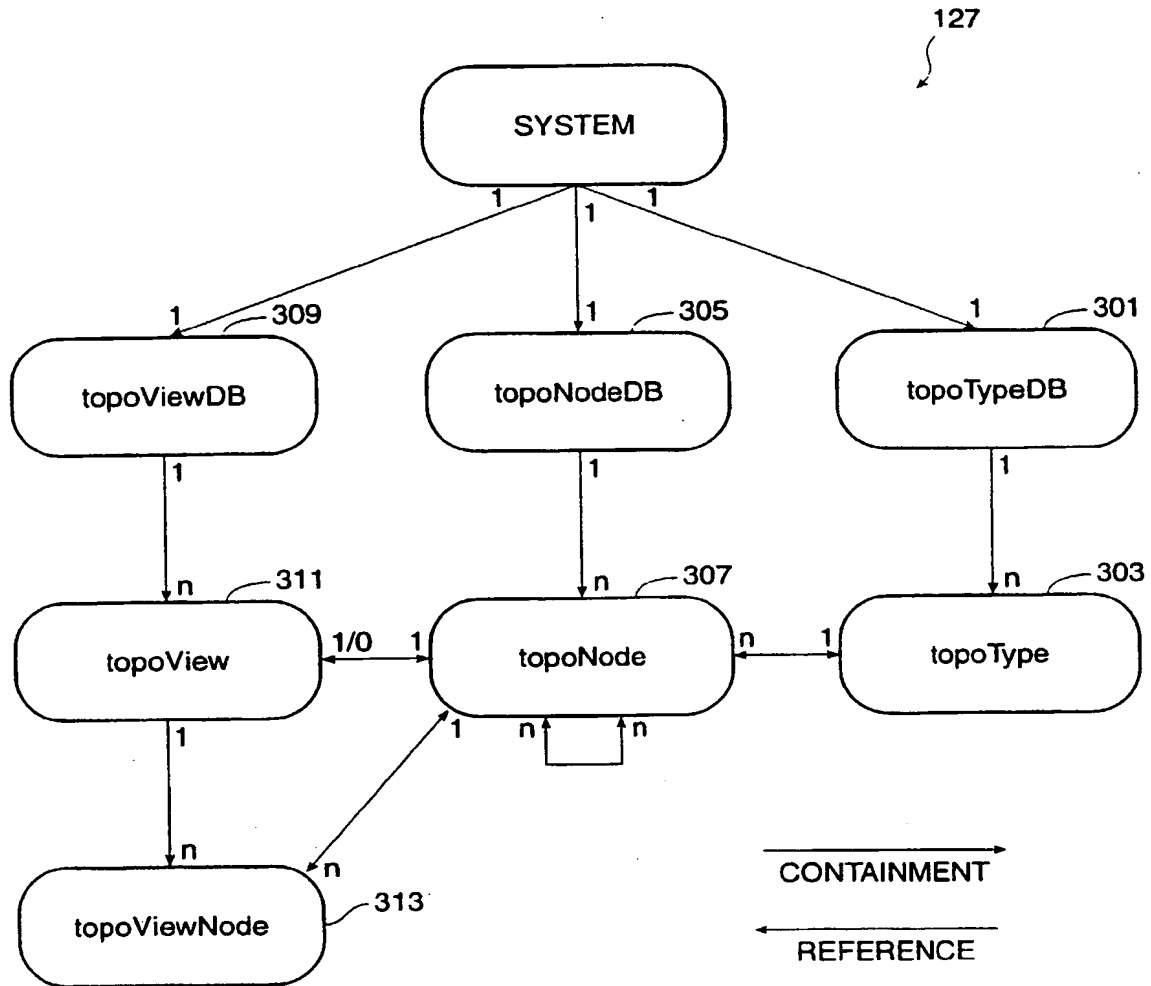 127
SYSTEM
1 1 1
1 309 1 305 1 301
topoViewDB topoNodeDB topoTypeDB
1 1 1
n 311 n 307 n 303
topoView 1/0 1 topoNode n 1 topoType
1 1 n n
n n
CONTAINMENT
topoViewNode 313
REFERENCE